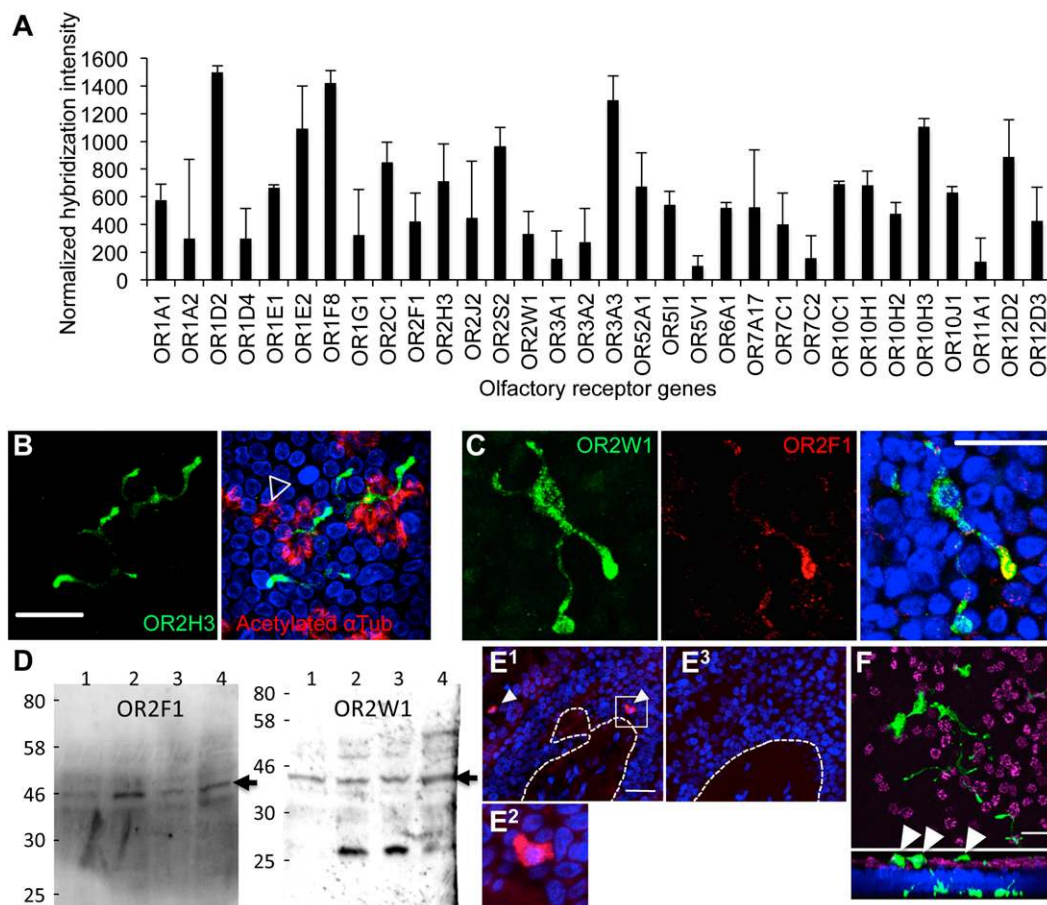 A
Normalized hybridization intensity
1600
1400
1200
1000
800
600
400
200
0
OR1A1
OR1A2
OR1D2
OR1D4
OR1E1
OR1E2
OR1F8
OR1G1
OR2C1
OR2F1
OR2H3
OR2J2
OR2S2
OR2W1
OR3A1
OR3A2
OR3A3
OR52A1
OR5I1
OR5V1
OR6A1
OR7A17
OR7C1
OR7C2
OR10C1
OR10H1
OR10H2
OR10H3
OR10J1
OR11A1
OR12D2
OR12D3
Olfactory receptor genes
B
OR2H3
Acetylated αTub
C
OR2W1
OR2F1
D
1 2 3 4
OR2F1
80
58
46
30
25
1 2 3 4
OR2W1
80
58
46
30
25
E1
E3
E2
F